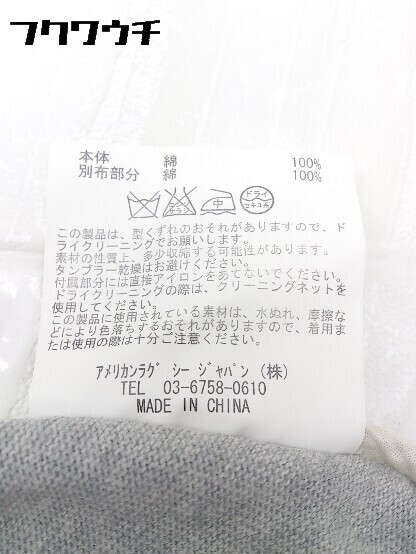 フクワウチ
本体 綿 100%
別布部分 綿 100%
エンソ
サラシ
中
ドライ
セキユ系
この製品は、型くずれのおそれがありますので、ド
ライクリーニングでお願いします。
素材の性質上、多少収縮する可能性があります。
タンブラー乾燥はお避けください。
付属部分には直接アイロンをあてないでください。
ドライクリーニングの際は、クリーニングネットを
使用してください。
この製品に使用されている素材は、水ぬれ、摩擦な
どにより色落ちするおそれがありますので、着用ま
たは使用の際は十分ご注意ください。
アメリカンラグ シー ジャパン (株)
TEL 03-6758-0610
MADE IN CHINA